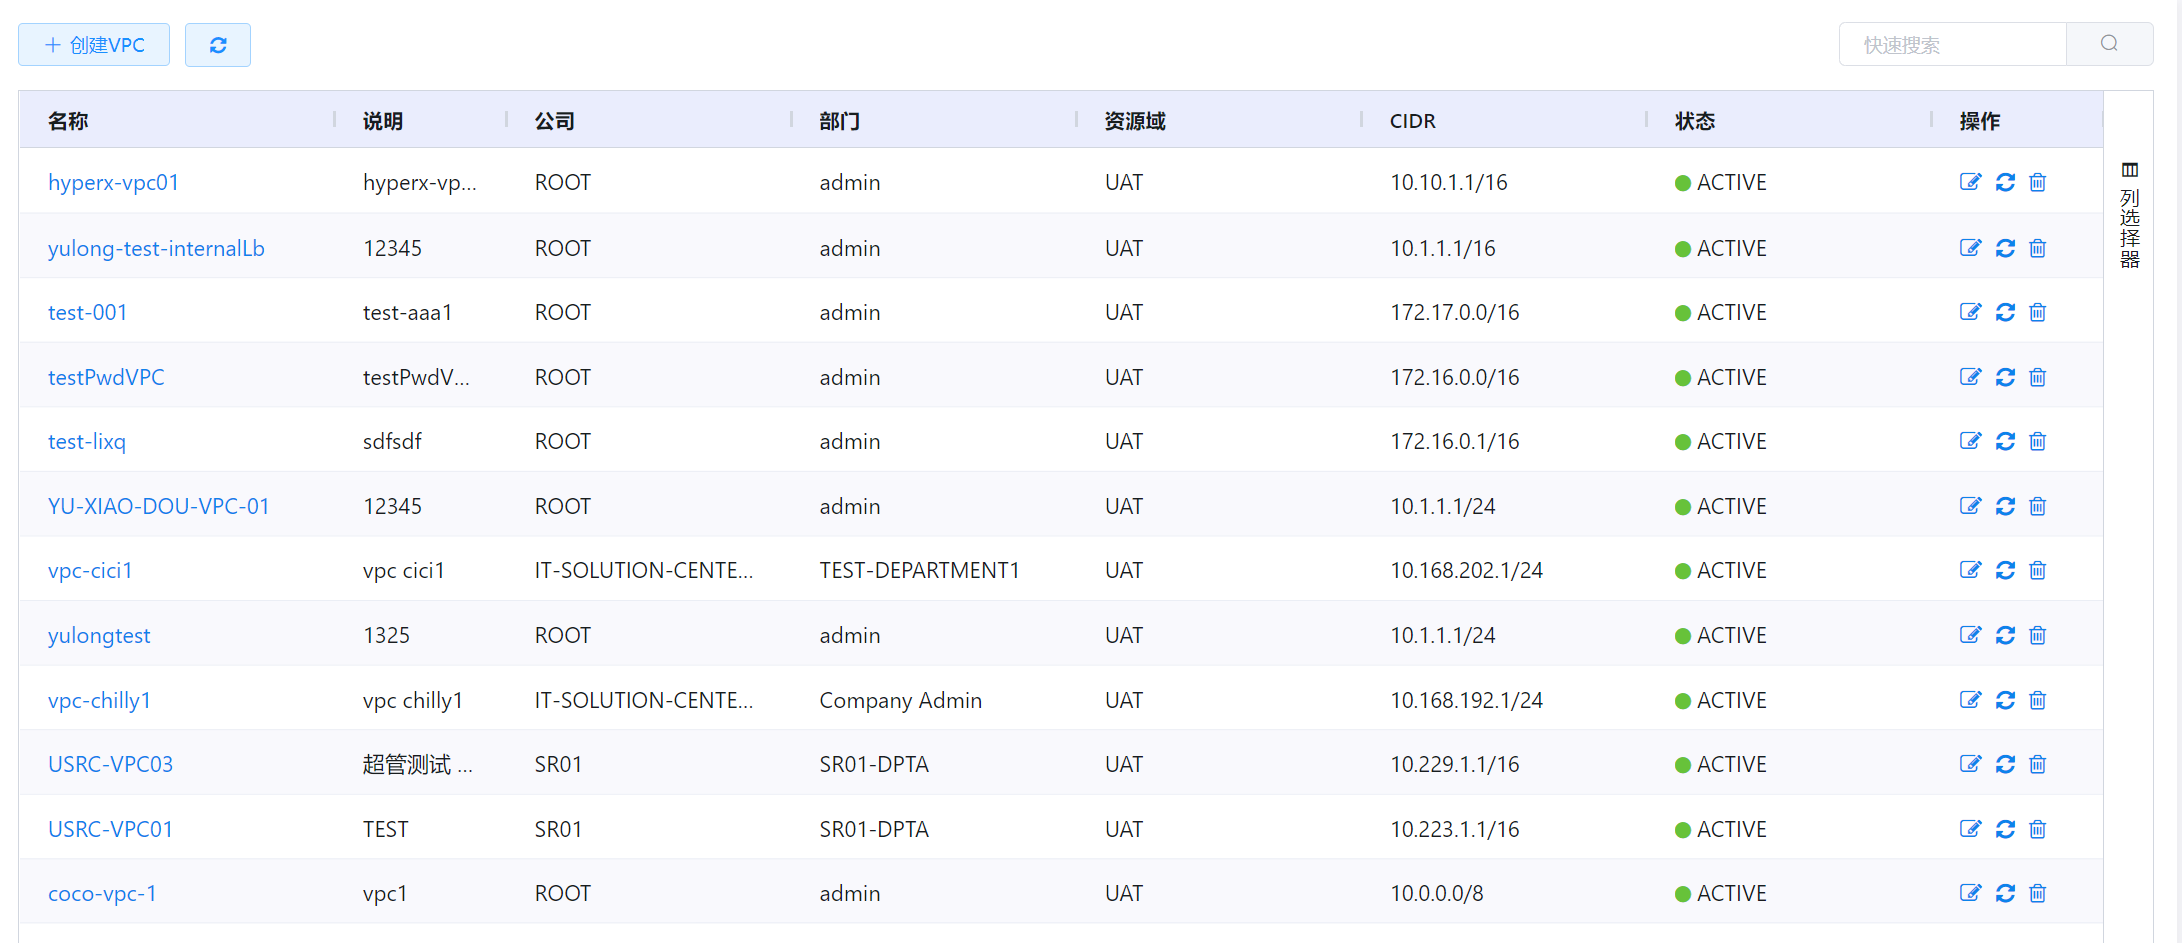 创建VPC 快速搜索
名称 说明 公司 部门 资源域 CIDR 状态 操作
hyperx-vpc01 hyperx-vp... ROOT admin UAT 10.10.1.1/16 ACTIVE
yulong-test-internalLb 12345 ROOT admin UAT 10.1.1.1/16 ACTIVE
test-001 test-aaa1 ROOT admin UAT 172.17.0.0/16 ACTIVE
testPwdVPC testPwdV... ROOT admin UAT 172.16.0.0/16 ACTIVE
test-lixq sdfsdf ROOT admin UAT 172.16.0.1/16 ACTIVE
YU-XIAO-DOU-VPC-01 12345 ROOT admin UAT 10.1.1.1/24 ACTIVE
vpc-cici1 vpc cici1 IT-SOLUTION-CENTE... TEST-DEPARTMENT1 UAT 10.168.202.1/24 ACTIVE
yulongtest 1325 ROOT admin UAT 10.1.1.1/24 ACTIVE
vpc-chilly1 vpc chilly1 IT-SOLUTION-CENTE... Company Admin UAT 10.168.192.1/24 ACTIVE
USRC-VPC03 超管测试 ... SR01 SR01-DPTA UAT 10.229.1.1/16 ACTIVE
USRC-VPC01 TEST SR01 SR01-DPTA UAT 10.223.1.1/16 ACTIVE
coco-vpc-1 vpc1 ROOT admin UAT 10.0.0.0/8 ACTIVE
列选择器